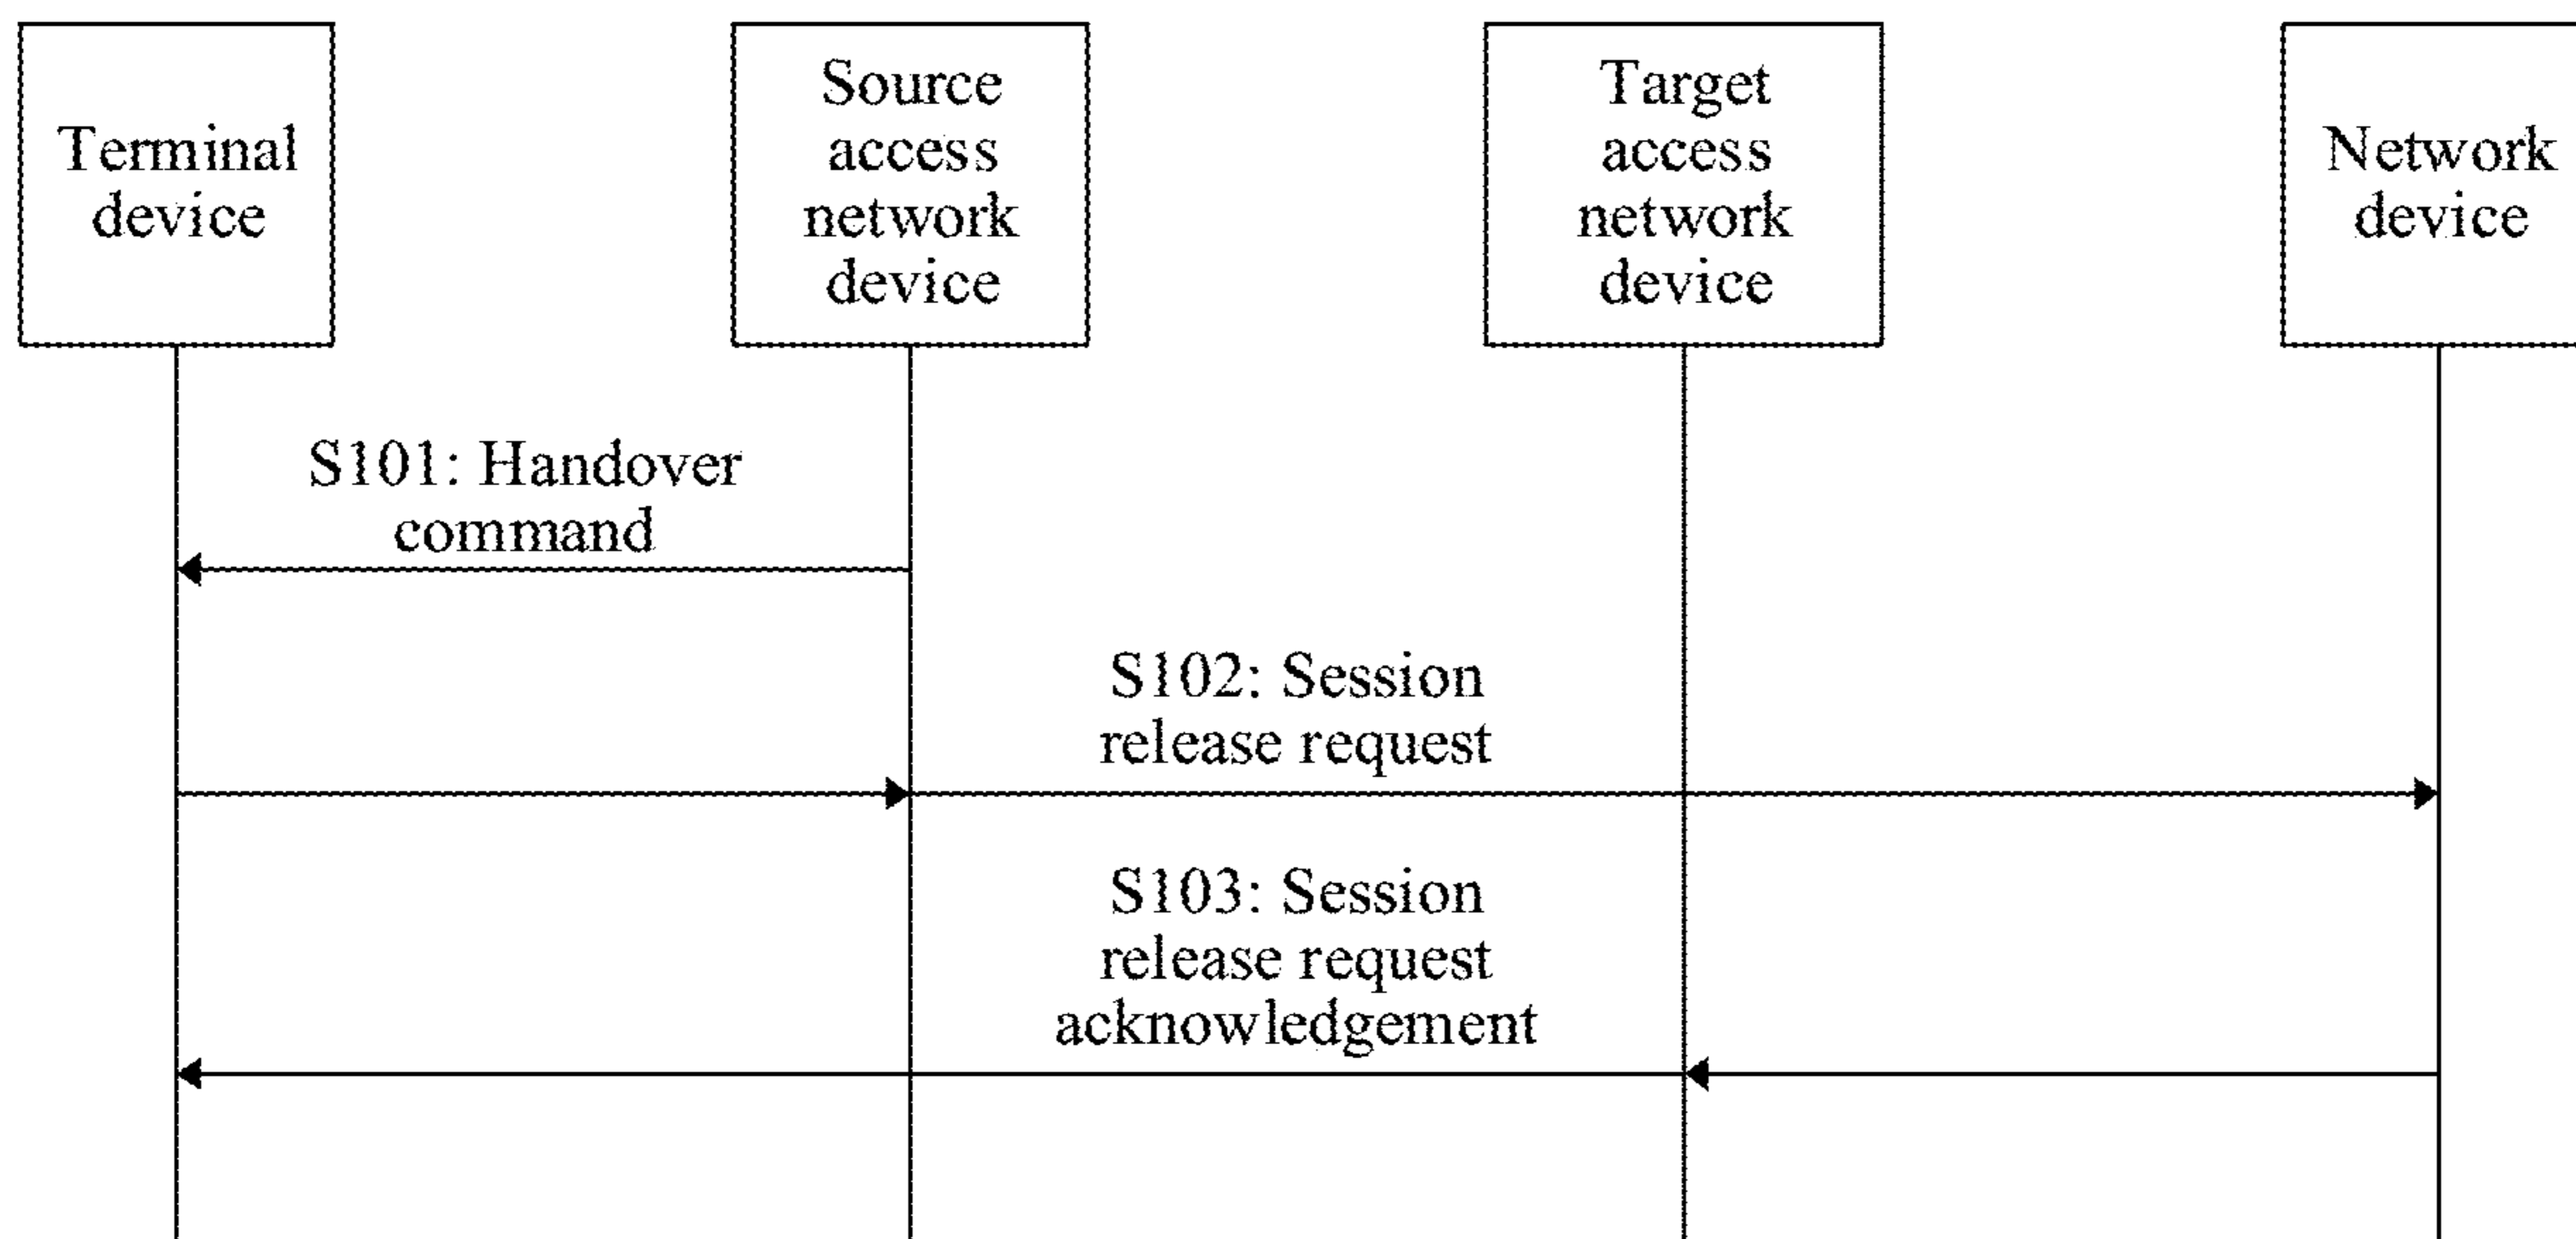 Terminal
device
Source
access
network
device
Target
access
network
device
Network
device
S101: Handover
command
S102: Session
release request
S103: Session
release request
acknowledgement